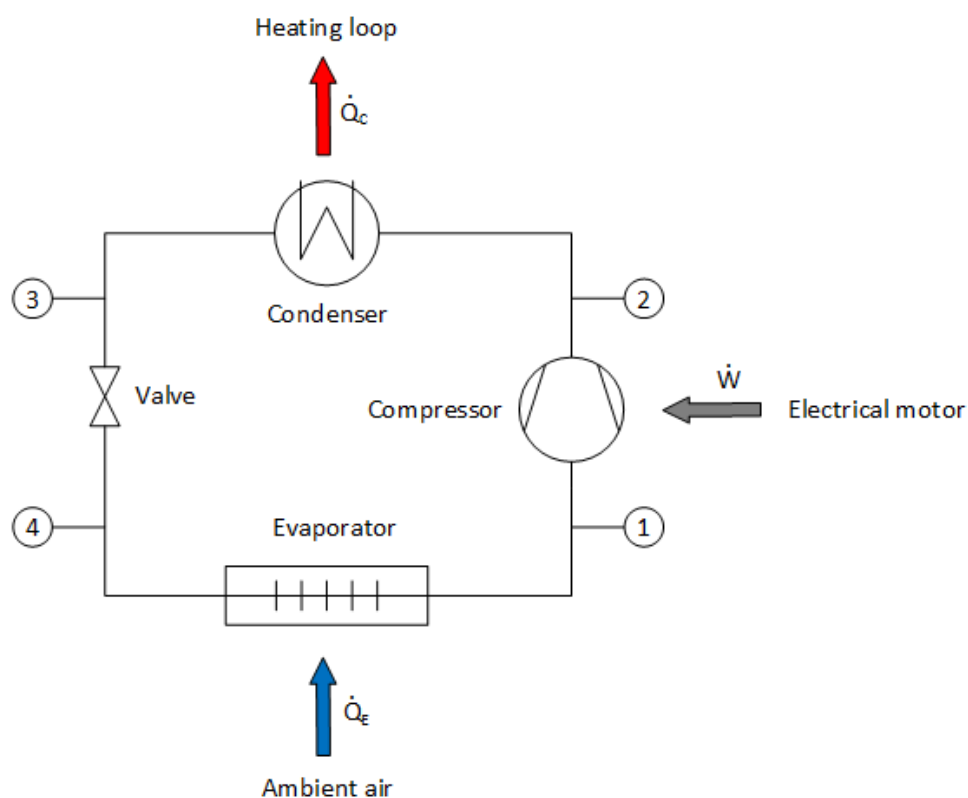 Heating loop
Q̇c
3
Condenser
2
Valve
Ẇ
Compressor
Electrical motor
4
Evaporator
1
Q̇E
Ambient air